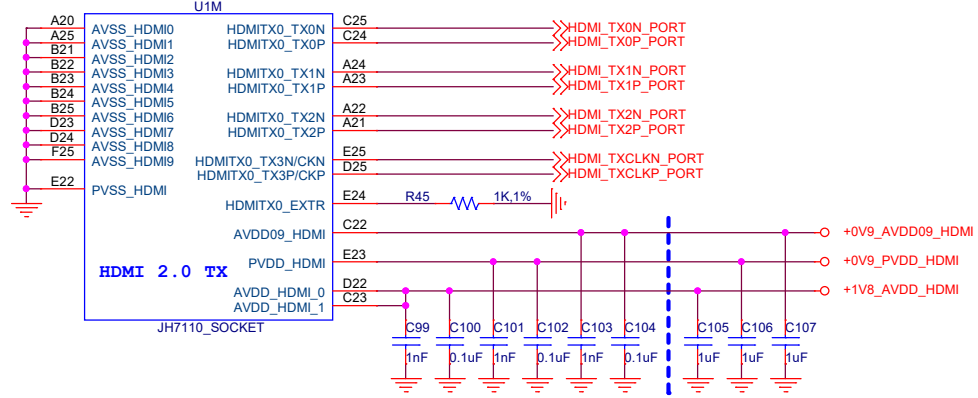 U1M
A20 AVSS_HDMI0 HDMITX0_TX0N C25 HDMI_TX0N_PORT
A25 AVSS_HDMI1 HDMITX0_TX0P C24 HDMI_TX0P_PORT
B21 AVSS_HDMI2
B22 AVSS_HDMI3 HDMITX0_TX1N A24 HDMI_TX1N_PORT
B23 AVSS_HDMI4 HDMITX0_TX1P A23 HDMI_TX1P_PORT
B24 AVSS_HDMI5
B25 AVSS_HDMI6 HDMITX0_TX2N A22 HDMI_TX2N_PORT
D23 AVSS_HDMI7 HDMITX0_TX2P A21 HDMI_TX2P_PORT
D24 AVSS_HDMI8
F25 AVSS_HDMI9 HDMITX0_TX3N/CKN E25 HDMI_TXCLKN_PORT
HDMITX0_TX3P/CKP D25 HDMI_TXCLKP_PORT
E22 PVSS_HDMI
HDMITX0_EXTR E24 R45 1K,1%
AVDD09_HDMI C22 +0V9_AVDD09_HDMI
PVDD_HDMI E23 +0V9_PVDD_HDMI
HDMI 2.0 TX
AVDD_HDMI_0 D22 +1V8_AVDD_HDMI
AVDD_HDMI_1 C23
JH7110_SOCKET
C99 C100 C101 C102 C103 C104 C105 C106 C107
1nF 0.1uF 1nF 0.1uF 1nF 0.1uF 1uF 1uF 1uF